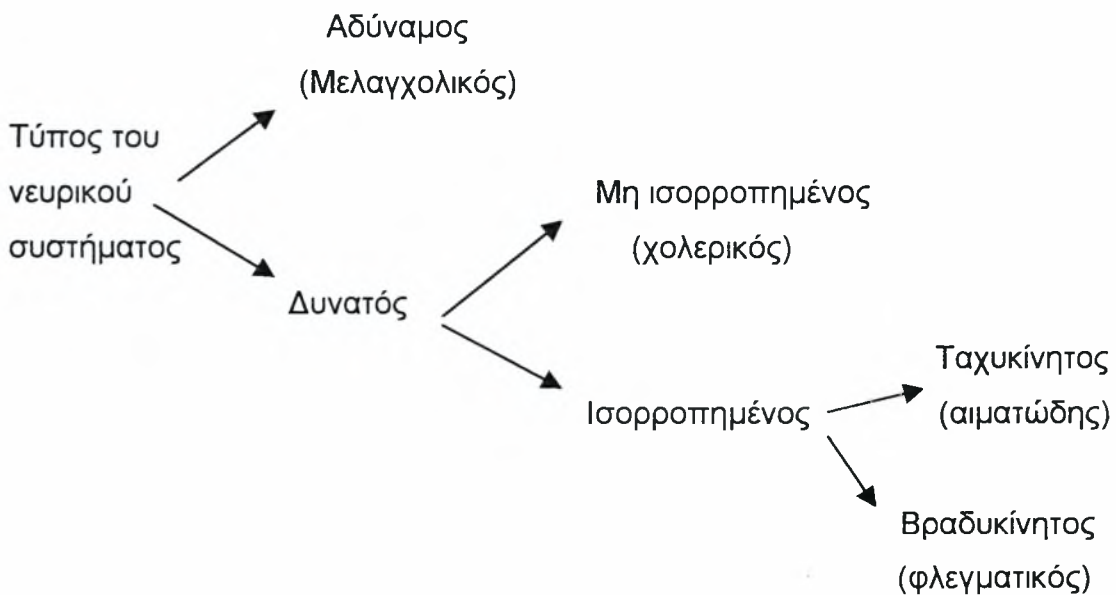 Αδύναμος
(Μελαγχολικός)
Τύπος του
νευρικού
συστήματος
Μη ισορροπημένος
(χολερικός)
Δυνατός
Ταχυκίνητος
(αιματώδης)
Ισορροπημένος
Βραδυκίνητος
(φλεγματικός)